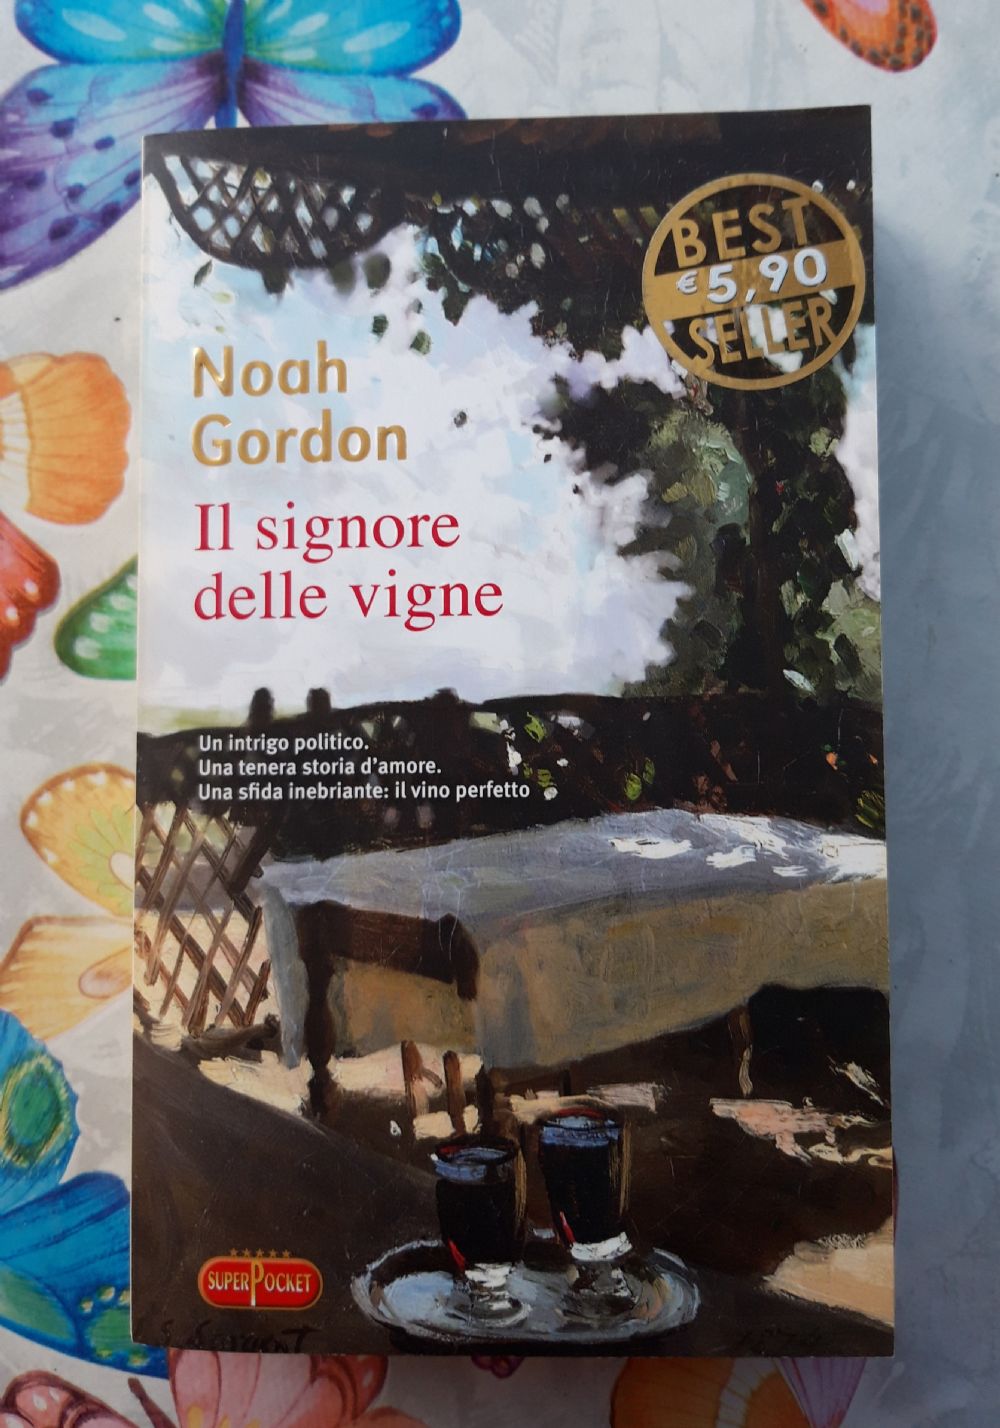 BEST
€ 5,90
SELLER
Noah
Gordon
Il signore
delle vigne
Un intrigo politico.
Una tenera storia d'amore.
Una sfida inebriante: il vino perfetto
SUPERPOCKET